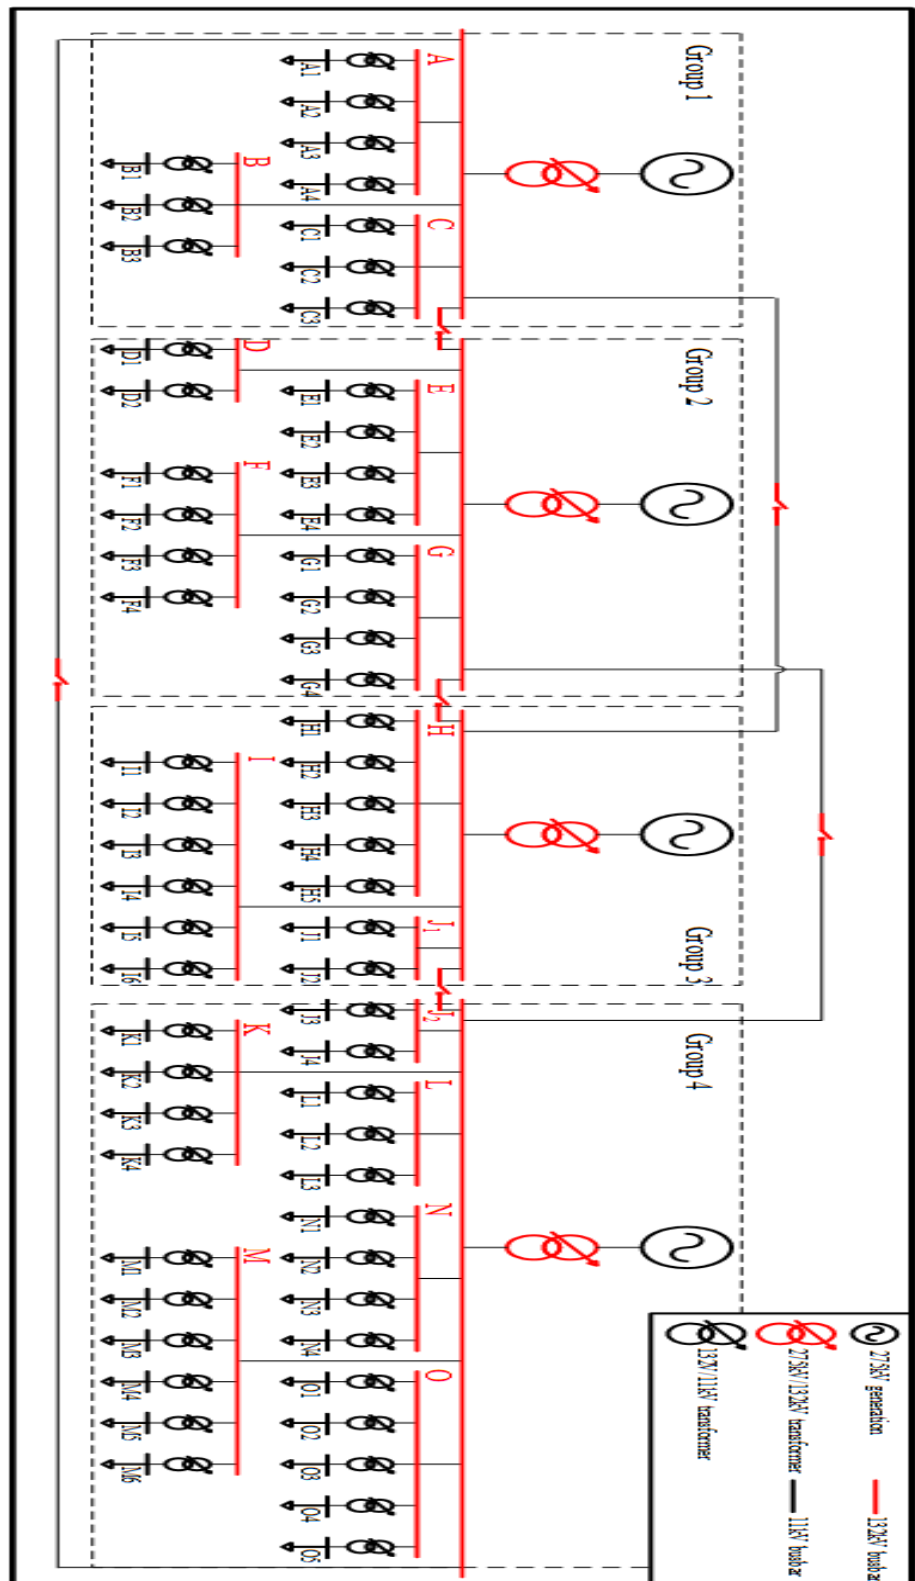 Group 1
A
A1
A2
A3
A4
B
B1
B2
B3
C
C1
C2
C3
Group 2
D
D1
D2
E
E1
E2
E3
E4
F
F1
F2
F3
F4
G
G1
G2
G3
G4
Group 3
H
H1
H2
H3
H4
H5
I
I1
I2
I3
I4
I5
I6
J1
J1
J2
Group 4
J2
J3
J4
K
K1
K2
K3
K4
L
L1
L2
L3
N
N1
N2
N3
N4
M
M1
M2
M3
M4
M5
M6
O
O1
O2
O3
O4
O5
275kV generation
132kV busbar
275kV/132kV transformer
11kV busbar
132V/11kV transformer